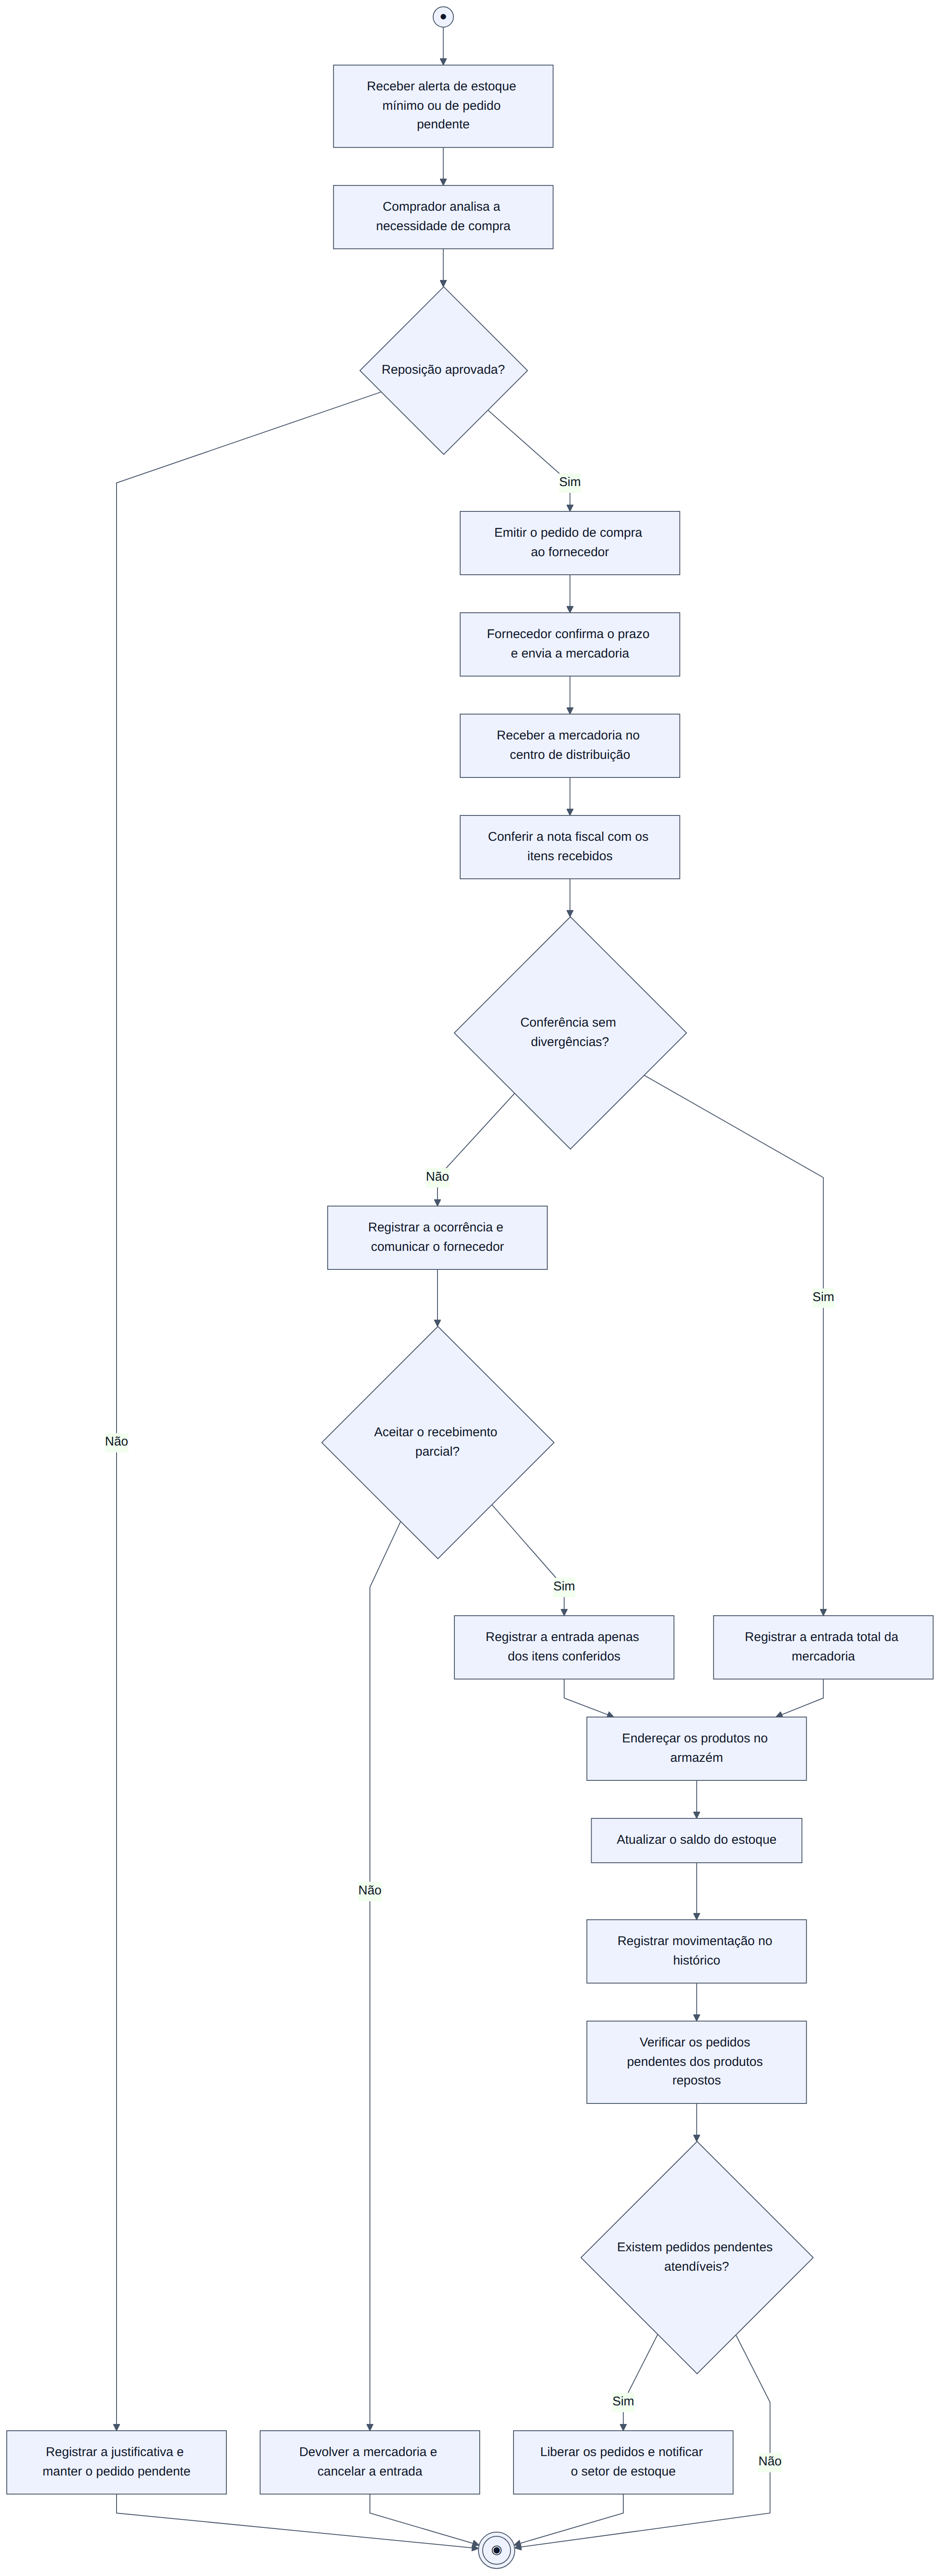 Receber alerta de estoque
mínimo ou de pedido
pendente
Comprador analisa a
necessidade de compra
Reposição aprovada?
Sim
Emitir o pedido de compra
ao fornecedor
Fornecedor confirma o prazo
e envia a mercadoria
Receber a mercadoria no
centro de distribuição
Conferir a nota fiscal com os
itens recebidos
Conferência sem
divergências?
Não
Registrar a ocorrência e
comunicar o fornecedor
Sim
Aceitar o recebimento
parcial?
Não
Sim
Registrar a entrada apenas
dos itens conferidos
Registrar a entrada total da
mercadoria
Endereçar os produtos no
armazém
Atualizar o saldo do estoque
Não
Registrar movimentação no
histórico
Verificar os pedidos
pendentes dos produtos
repostos
Existem pedidos pendentes
atendíveis?
Sim
Não
Registrar a justificativa e
manter o pedido pendente
Devolver a mercadoria e
cancelar a entrada
Liberar os pedidos e notificar
o setor de estoque